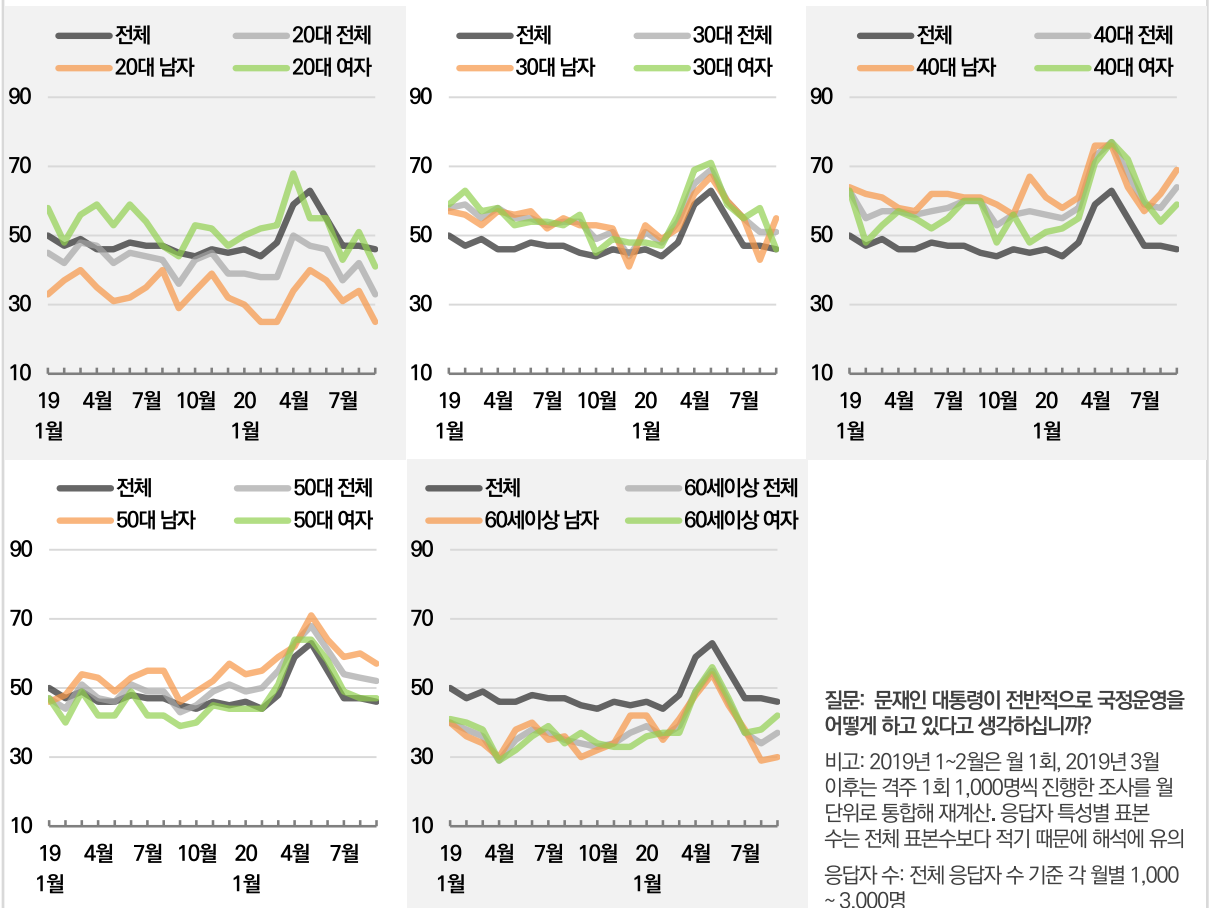 전체 20대 전체
20대 남자 20대 여자
90
70
50
30
10
19 4월 7월 10월 20 4월 7월
1월 1월
전체 30대 전체
30대 남자 30대 여자
90
70
50
30
10
19 4월 7월 10월 20 4월 7월
1월 1월
전체 40대 전체
40대 남자 40대 여자
90
70
50
30
10
19 4월 7월 10월 20 4월 7월
1월 1월
전체 50대 전체
50대 남자 50대 여자
90
70
50
30
10
19 4월 7월 10월 20 4월 7월
1월 1월
전체 60세이상 전체
60세이상 남자 60세이상 여자
90
70
50
30
10
19 4월 7월 10월 20 4월 7월
1월 1월
질문: 문재인 대통령이 전반적으로 국정운영을
어떻게 하고 있다고 생각하십니까?
비고: 2019년 1~2월은 월 1회, 2019년 3월
이후는 격주 1회 1,000명씩 진행한 조사를 월
단위로 통합해 재계산. 응답자 특성별 표본
수는 전체 표본수보다 적기 때문에 해석에 유의
응답자 수: 전체 응답자 수 기준 각 월별 1,000
~ 3,000명